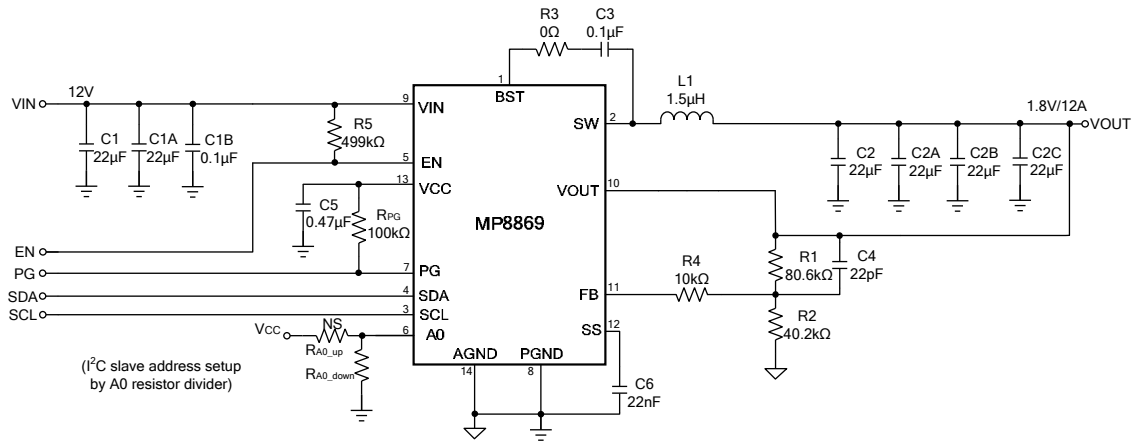 R3
0Ω
C3
0.1µF
1
BST
L1
1.5µH
1.8V/12A
VIN
12V
9
VIN
SW
2
VOUT
C1
22µF
C1A
22µF
C1B
0.1µF
R5
499kΩ
5
EN
C2
22µF
C2A
22µF
C2B
22µF
C2C
22µF
13
VCC
VOUT
10
C5
0.47µF
RPG
100kΩ
MP8869
EN
PG
7
PG
R4
10kΩ
R1
80.6kΩ
C4
22pF
SDA
4
SDA
FB
11
SCL
3
SCL
VCC
NS
6
A0
SS
12
R2
40.2kΩ
RA0_up
RA0_down
AGND
14
PGND
8
C6
22nF
(I²C slave address setup
by A0 resistor divider)